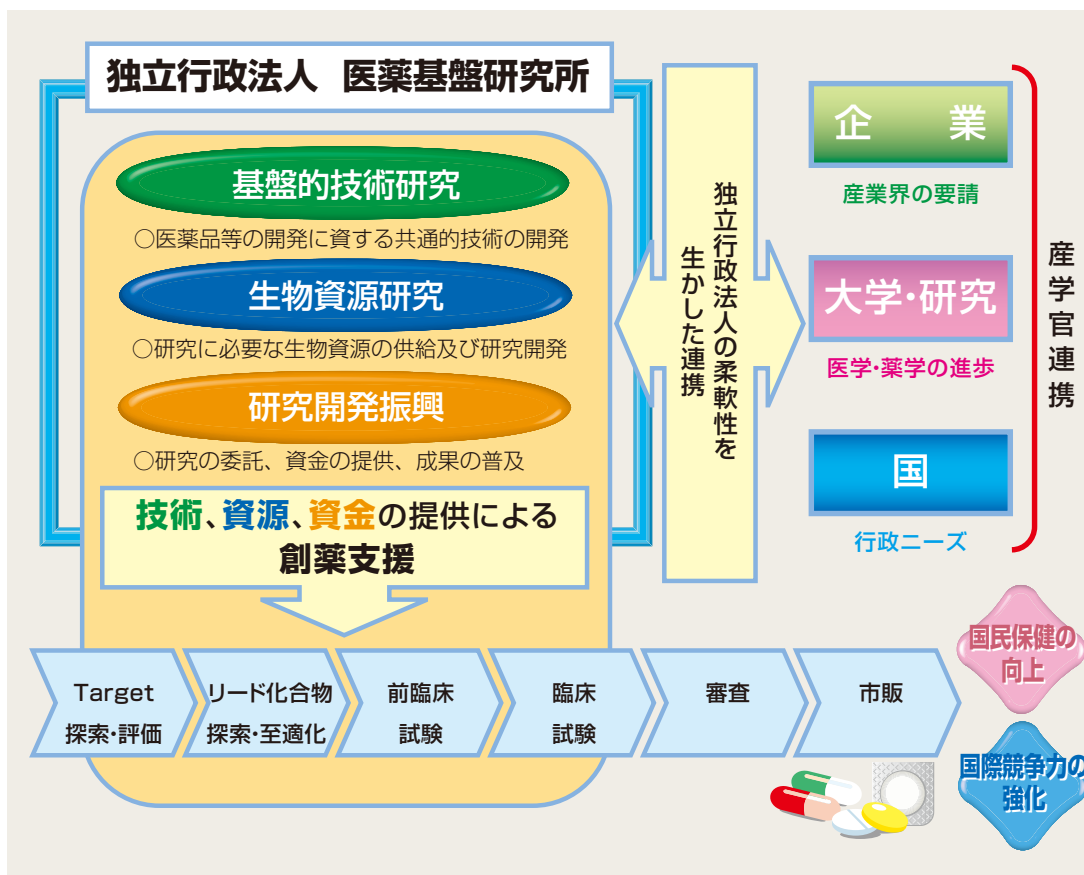 独立行政法人 医薬基盤研究所
基盤的技術研究
○医薬品等の開発に資する共通的技術の開発
生物資源研究
○研究に必要な生物資源の供給及び研究開発
研究開発振興
○研究の委託、資金の提供、成果の普及
技術、資源、資金の提供による
創薬支援
独立行政法人の柔軟性を
生かした連携
企 業
産業界の要請
大学・研究
医学・薬学の進歩
国
行政ニーズ
産学官連携
Target
探索・評価
リード化合物
探索・至適化
前臨床
試験
臨床
試験
審査
市販
国民保健の
向上
国際競争力の
強化